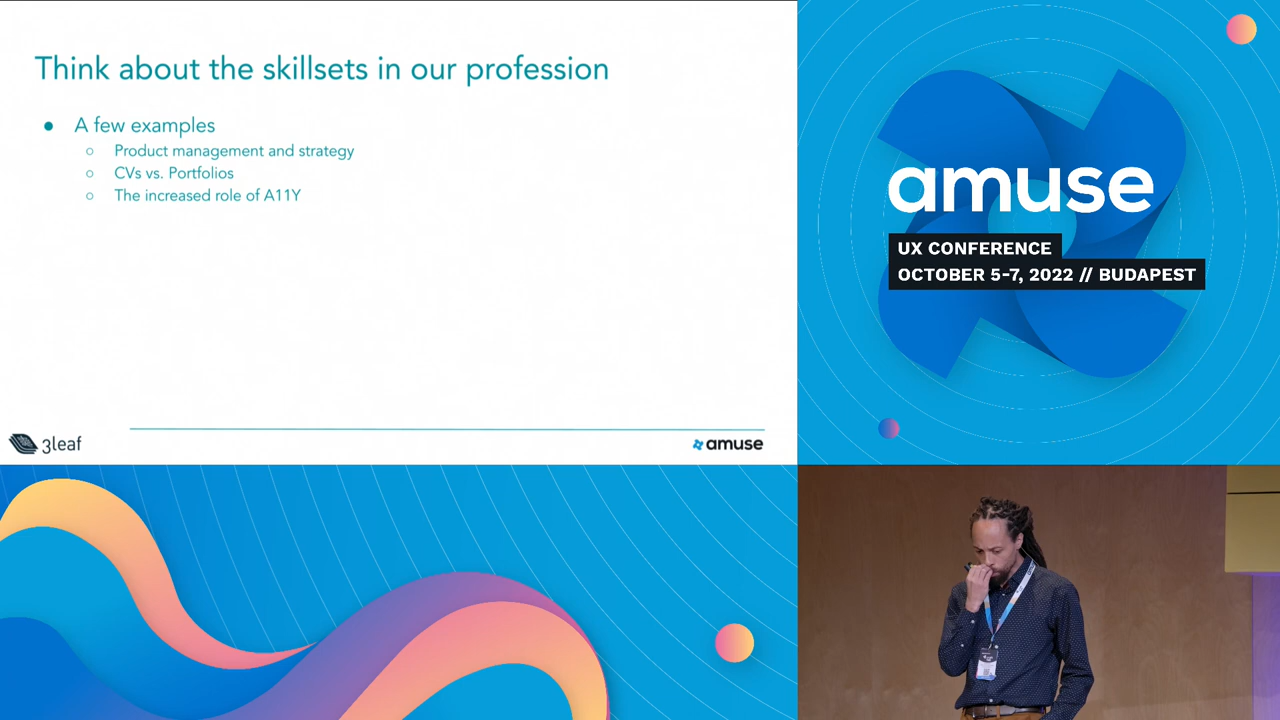 Think about the skillsets in our profession
● A few examples
○ Product management and strategy
○ CVs vs. Portfolios
○ The increased role of A11Y
3leaf
amuse
amuse
UX CONFERENCE
OCTOBER 5-7, 2022 // BUDAPEST